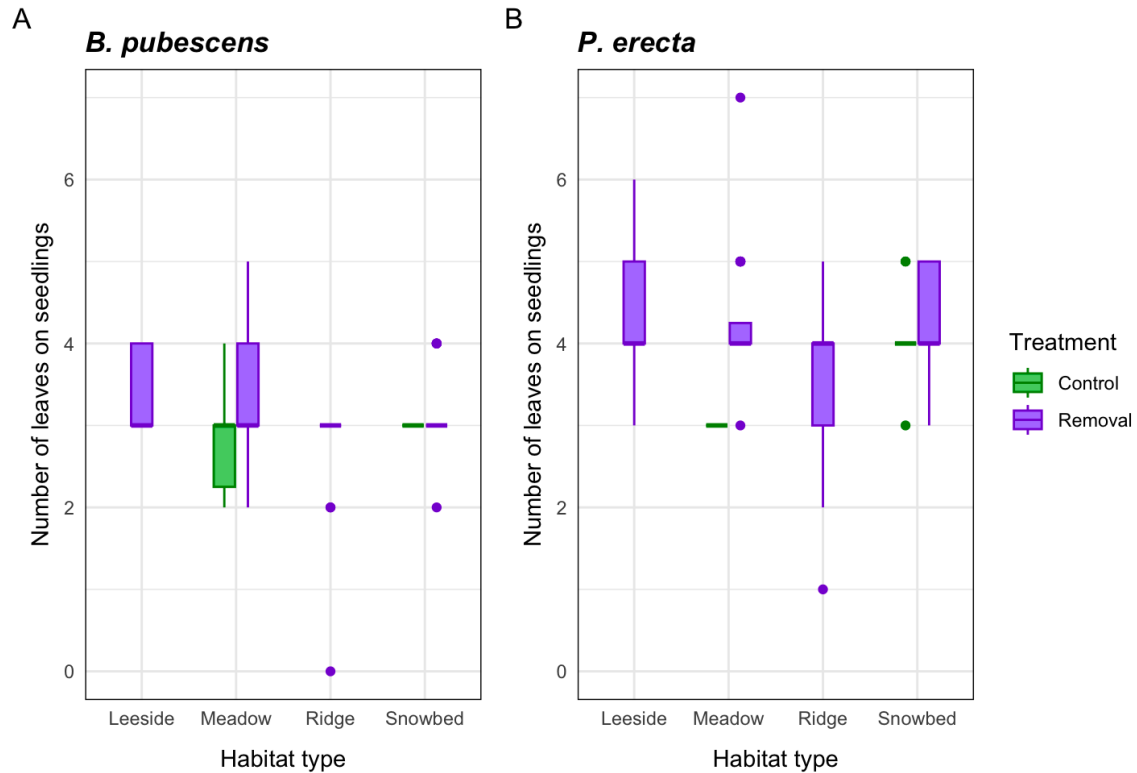 A
B. pubescens
Number of leaves on seedlings
6
4
2
0
Leeside Meadow Ridge Snowbed
Habitat type
B
P. erecta
Number of leaves on seedlings
6
4
2
0
Leeside Meadow Ridge Snowbed
Habitat type
Treatment
Control
Removal